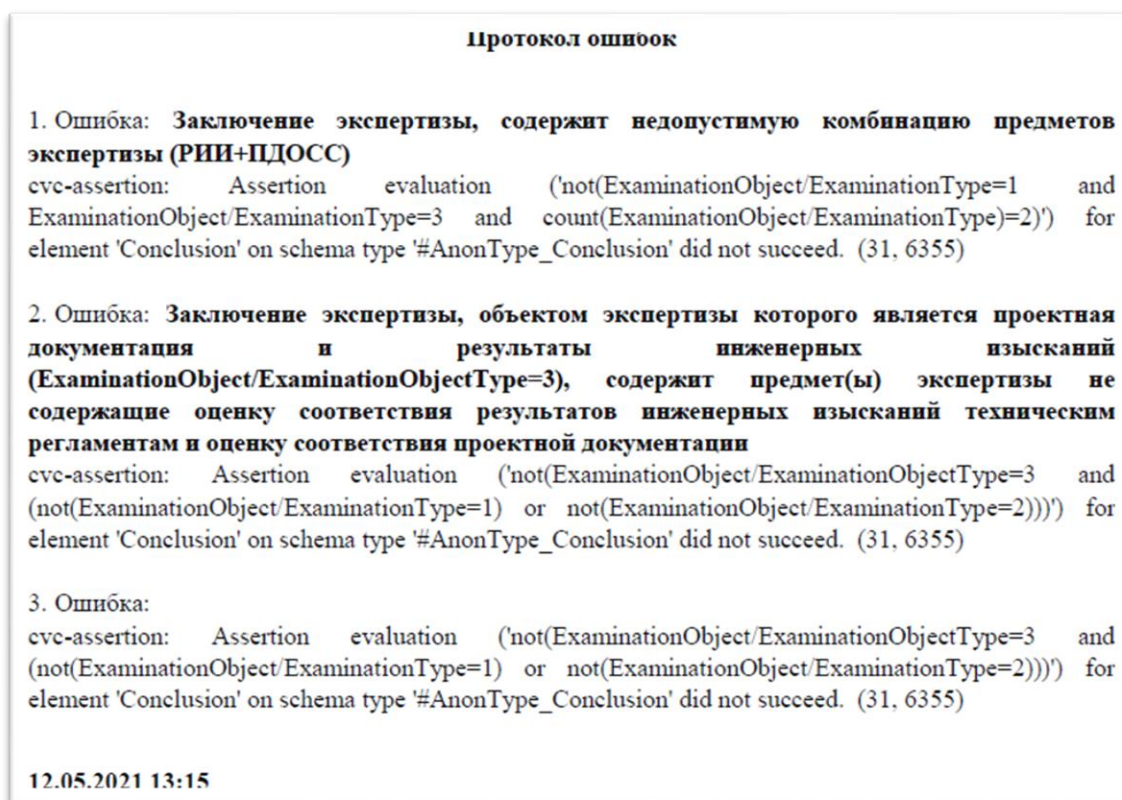 Протокол ошибок
1. Ошибка: Заключение экспертизы, содержит недопустимую комбинацию предметов
экспертизы (РИИ+ПДОСС)
cvc-assertion: Assertion evaluation ('not(ExaminationObject/ExaminationType=1 and
ExaminationObject/ExaminationType=3 and count(ExaminationObject/ExaminationType)=2)') for
element 'Conclusion' on schema type '#AnonType_Conclusion' did not succeed. (31, 6355)
2. Ошибка: Заключение экспертизы, объектом экспертизы которого является проектная
документация и результаты инженерных изысканий
(ExaminationObject/ExaminationObjectType=3), содержит предмет(ы) экспертизы не
содержащие оценку соответствия результатов инженерных изысканий техническим
регламентам и оценку соответствия проектной документации
cvc-assertion: Assertion evaluation ('not(ExaminationObject/ExaminationObjectType=3 and
(not(ExaminationObject/ExaminationType=1) or not(ExaminationObject/ExaminationType=2)))') for
element 'Conclusion' on schema type '#AnonType_Conclusion' did not succeed. (31, 6355)
3. Ошибка:
cvc-assertion: Assertion evaluation ('not(ExaminationObject/ExaminationObjectType=3 and
(not(ExaminationObject/ExaminationType=1) or not(ExaminationObject/ExaminationType=2)))') for
element 'Conclusion' on schema type '#AnonType_Conclusion' did not succeed. (31, 6355)
12.05.2021 13:15